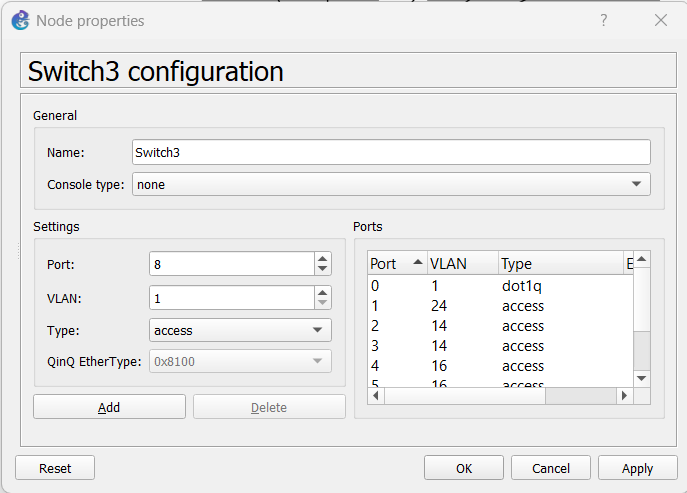 Node properties
Switch3 configuration
General
Name: Switch3
Console type: none
Settings
Port: 8
VLAN: 1
Type: access
QinQ EtherType: 0x8100
Add Delete
Ports
Port VLAN Type E
0 1 dot1q
1 24 access
2 14 access
3 14 access
4 16 access
5 16 access
Reset OK Cancel Apply